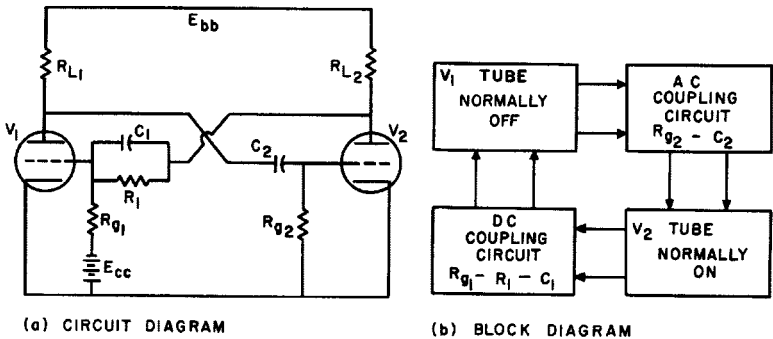 Ebb
RL1
RL2
V1
C1
R1
Rg1
Ecc
C2
Rg2
V2
(a) CIRCUIT DIAGRAM
V1 TUBE
NORMALLY
OFF
AC
COUPLING
CIRCUIT
Rg2 - C2
DC
COUPLING
CIRCUIT
Rg1 - R1 - C1
V2 TUBE
NORMALLY
ON
(b) BLOCK DIAGRAM